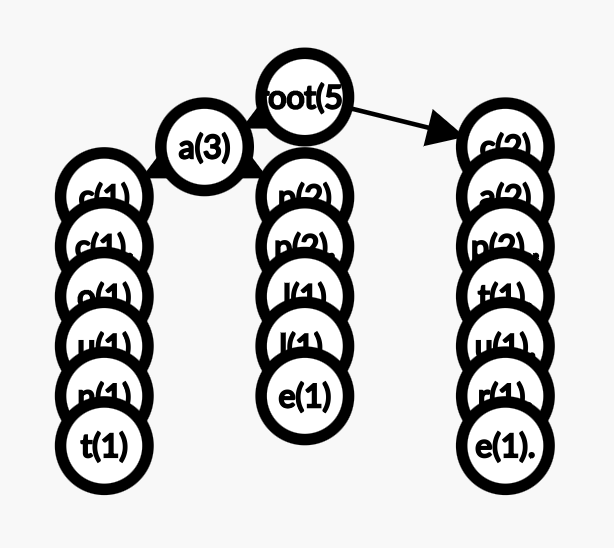 root(5
a(3)
c(2)
c(1)
p(2)
a(2)
c(1).
p(2).
p(2).
o(1)
l(1)
t(1).
u(1)
l(1).
u(1).
n(1)
e(1)
r(1).
t(1)
e(1).